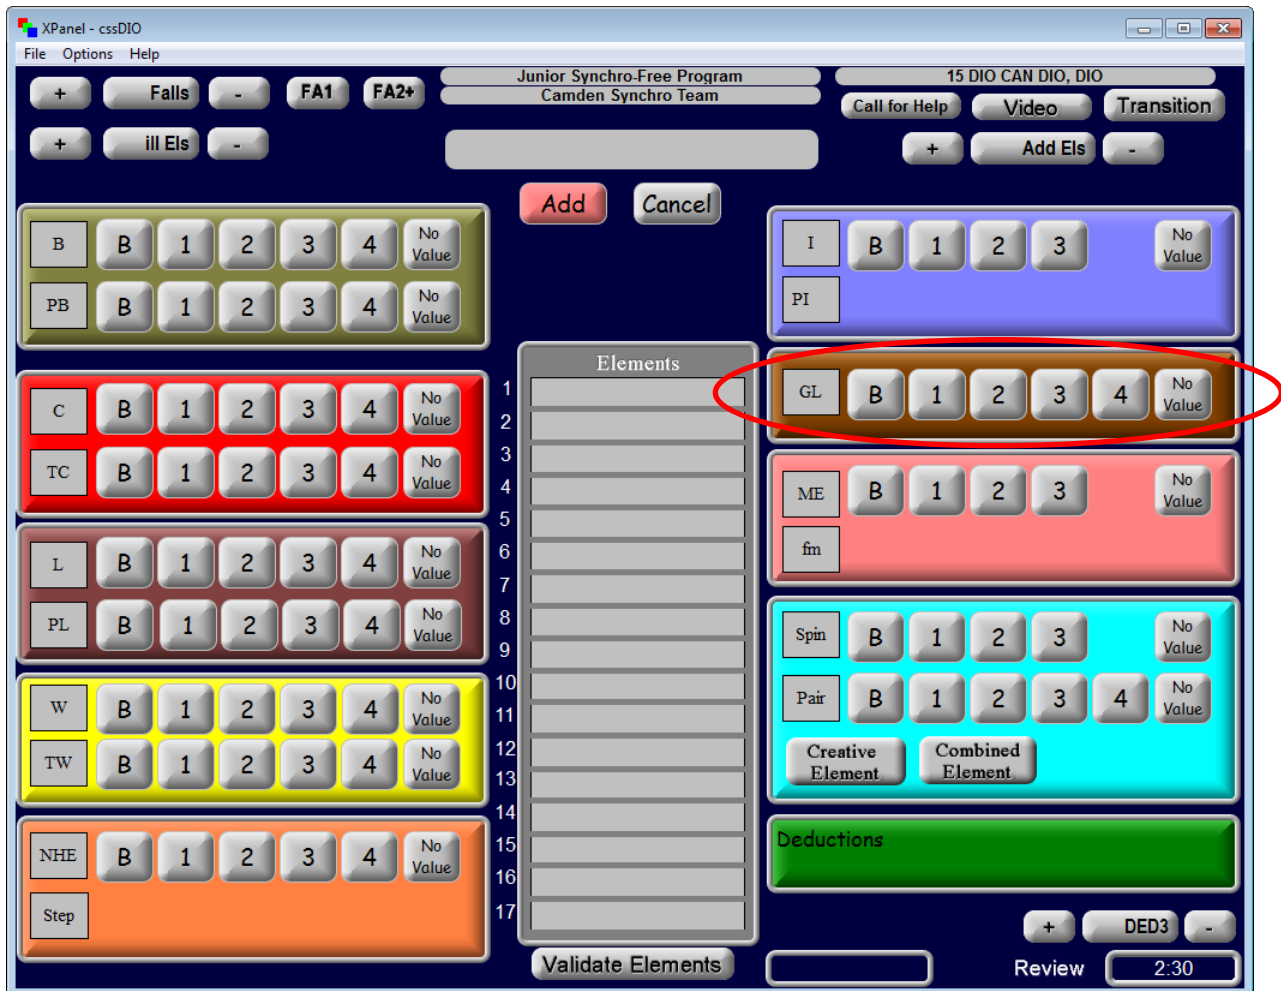 XPanel - cssDIO
File Options Help
+ Falls - FA1 FA2+
Junior Synchro-Free Program
Camden Synchro Team
15 DIO CAN DIO, DIO
Call for Help Video Transition
+ ill Els -
+ Add Els -
Add Cancel
B B 1 2 3 4 No Value
PB B 1 2 3 4 No Value
C B 1 2 3 4 No Value
TC B 1 2 3 4 No Value
L B 1 2 3 4 No Value
PL B 1 2 3 4 No Value
W B 1 2 3 4 No Value
TW B 1 2 3 4 No Value
NHE B 1 2 3 4 No Value
Step
Elements
1
2
3
4
5
6
7
8
9
10
11
12
13
14
15
16
17
Validate Elements
I B 1 2 3 No Value
PI
GL B 1 2 3 4 No Value
ME B 1 2 3 No Value
fm
Spin B 1 2 3 No Value
Pair B 1 2 3 4 No Value
Creative Element
Combined Element
Deductions
+ DED3 -
Review 2:30